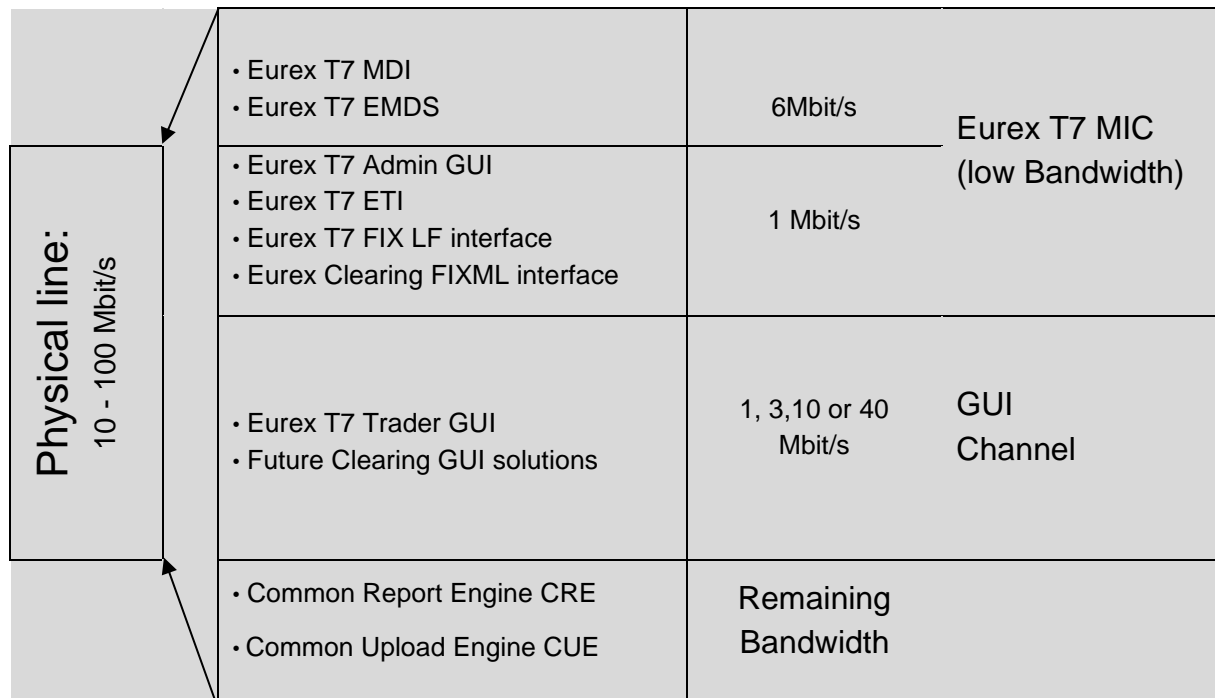 Physical line:
10 - 100 Mbit/s
• Eurex T7 MDI
• Eurex T7 EMDS
6Mbit/s
Eurex T7 MIC
(low Bandwidth)
• Eurex T7 Admin GUI
• Eurex T7 ETI
• Eurex T7 FIX LF interface
• Eurex Clearing FIXML interface
1 Mbit/s
• Eurex T7 Trader GUI
• Future Clearing GUI solutions
1, 3,10 or 40
Mbit/s
GUI
Channel
• Common Report Engine CRE
• Common Upload Engine CUE
Remaining
Bandwidth